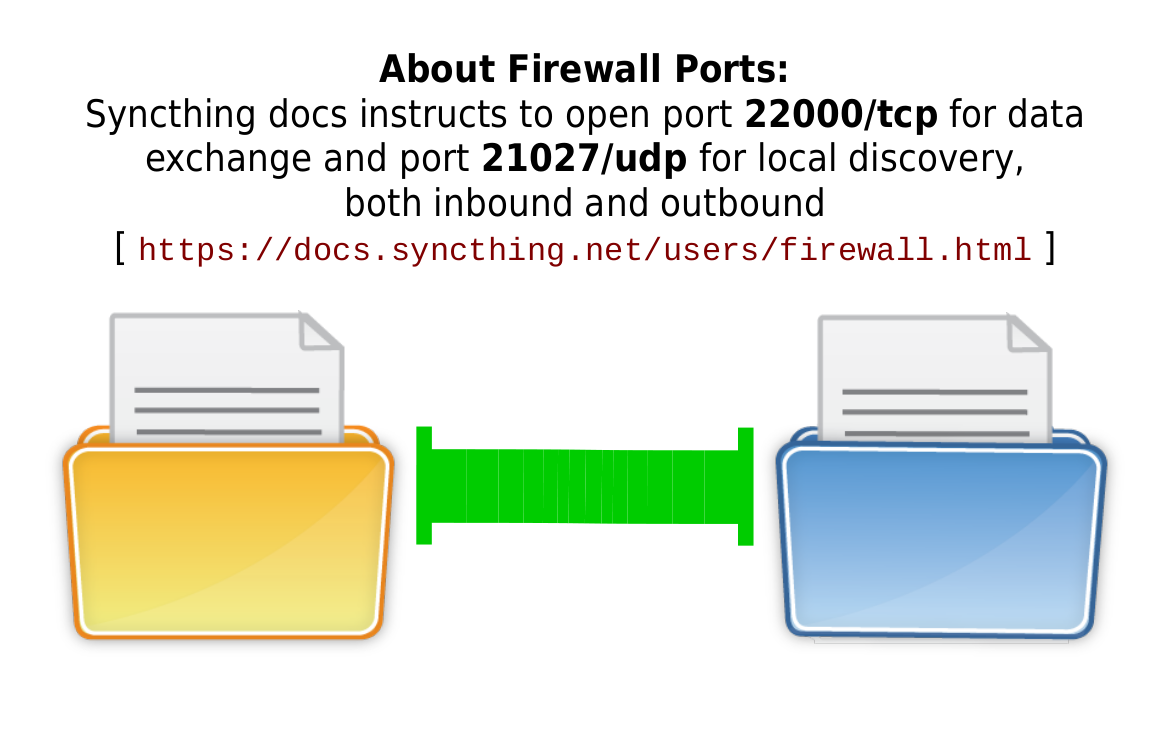 About Firewall Ports:
Syncthing docs instructs to open port 22000/tcp for data
exchange and port 21027/udp for local discovery,
both inbound and outbound
[ https://docs.syncthing.net/users/firewall.html ]